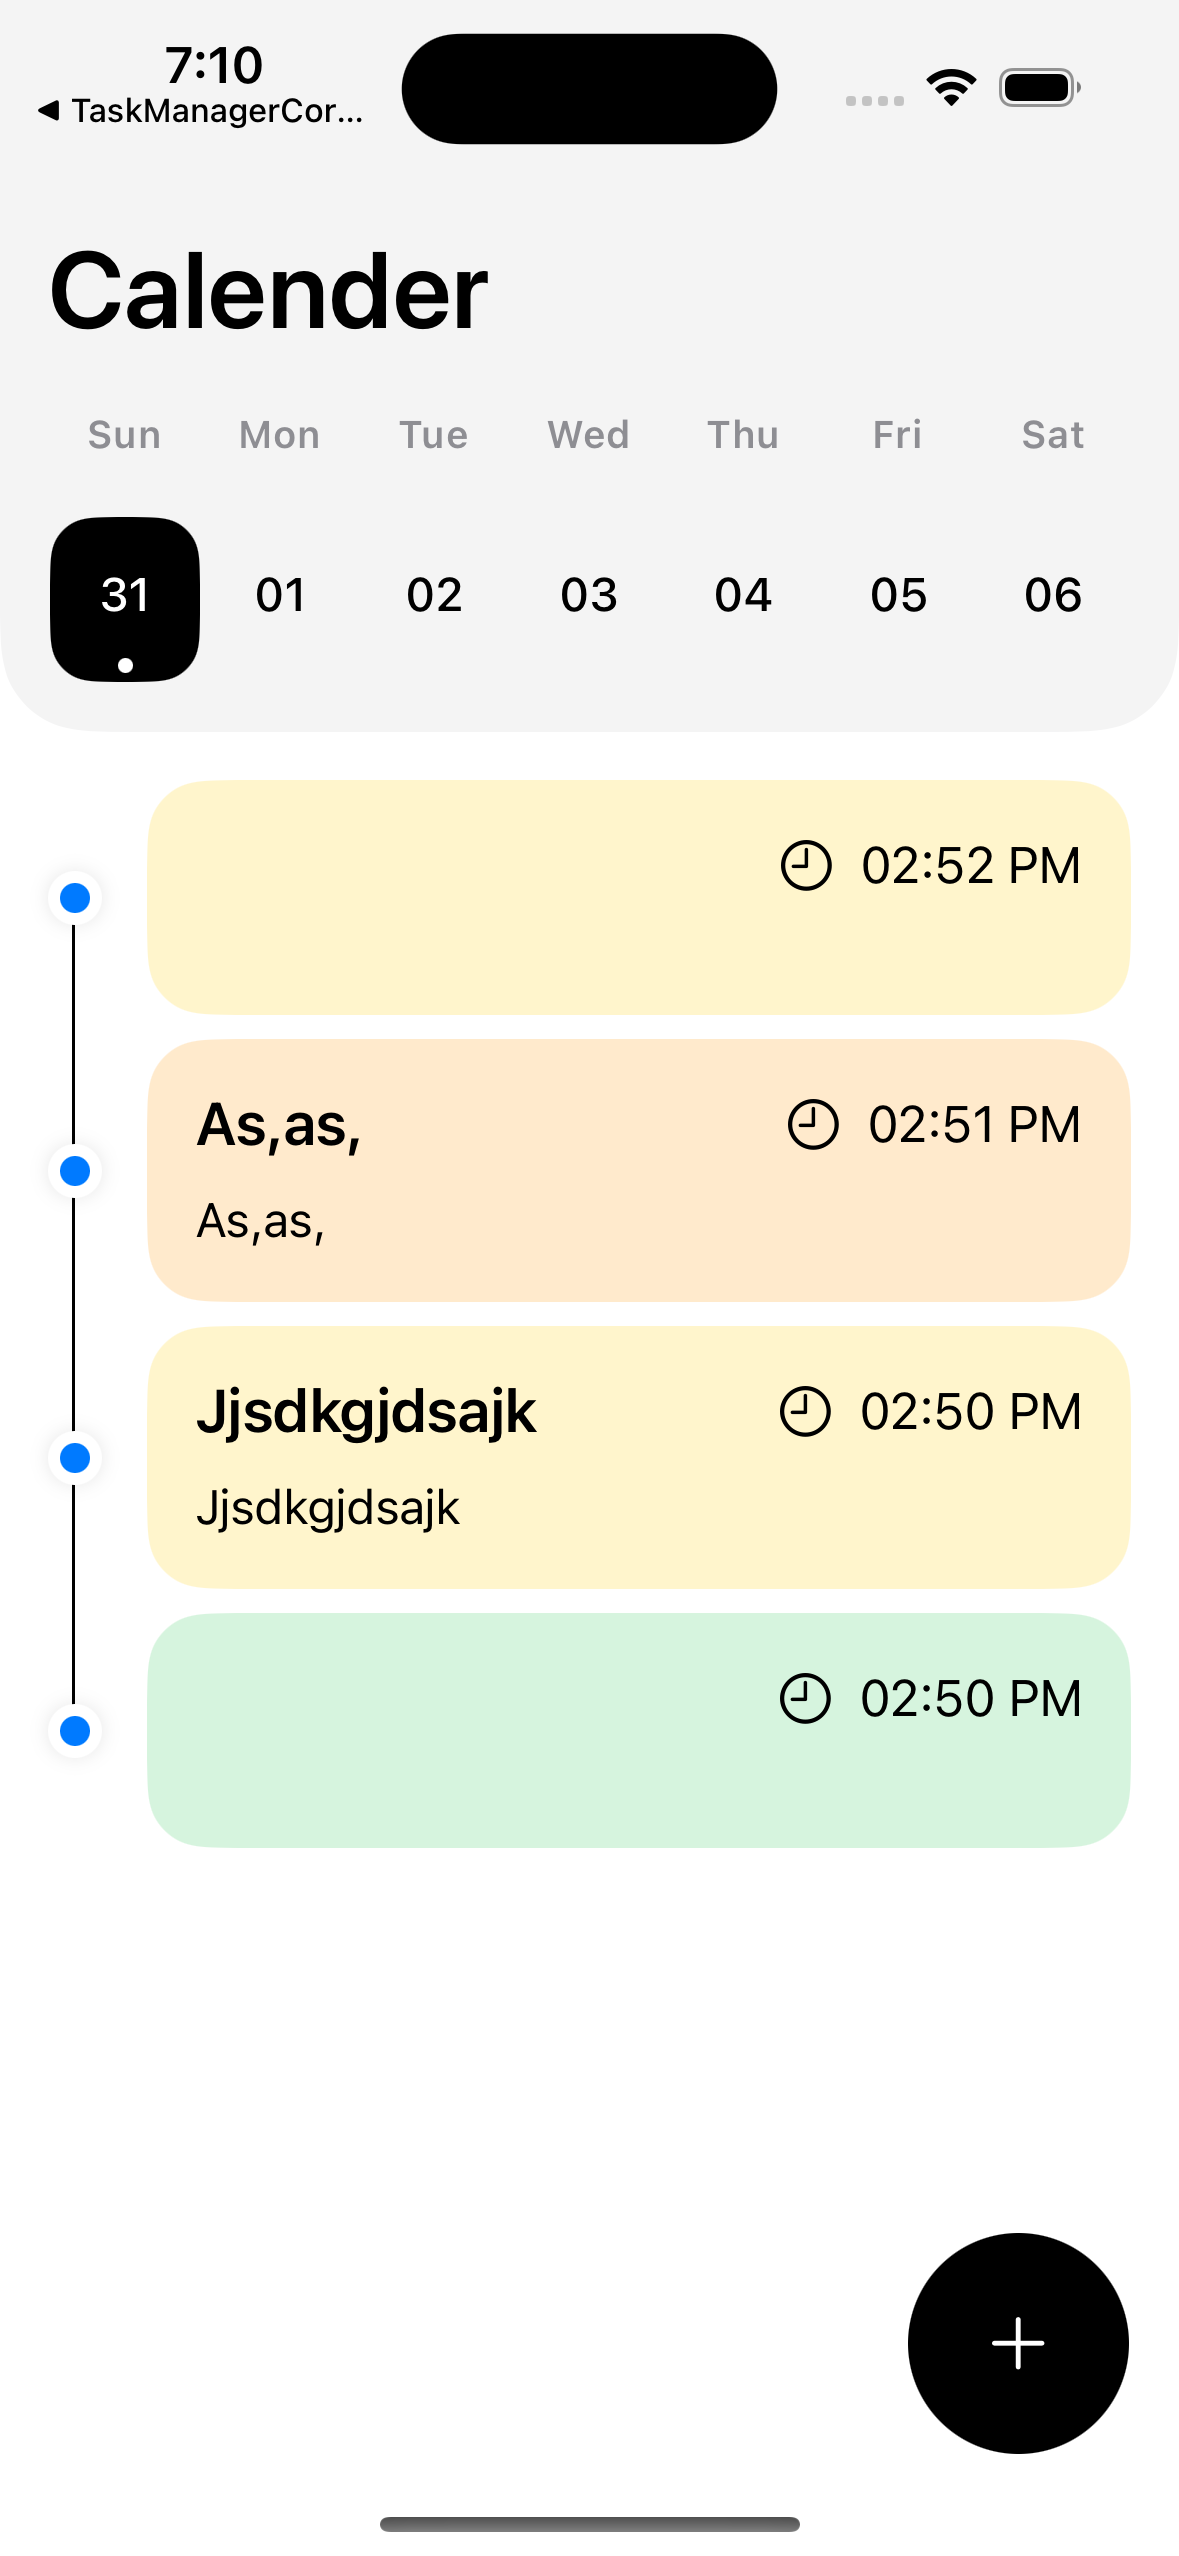 7:10
TaskManagerCor...
Calender
Sun Mon Tue Wed Thu Fri Sat
31 01 02 03 04 05 06
02:52 PM
As,as, 02:51 PM
As,as,
Jjsdkgjdsajk 02:50 PM
Jjsdkgjdsajk
02:50 PM